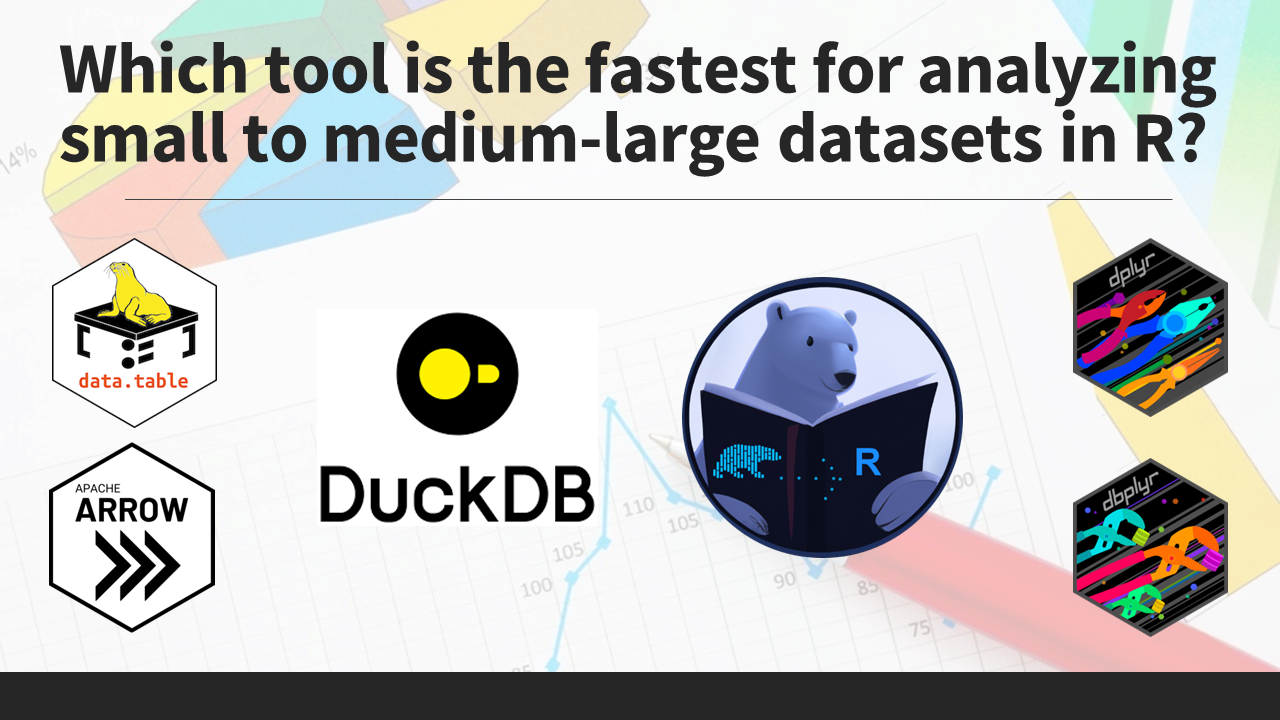 Which tool is the fastest for analyzing
small to medium-large datasets in R?
14%
data.table
APACHE
ARROW
DuckDB
R
dplyr
dbplyr
110
105
105
100
100
95
90
85
75